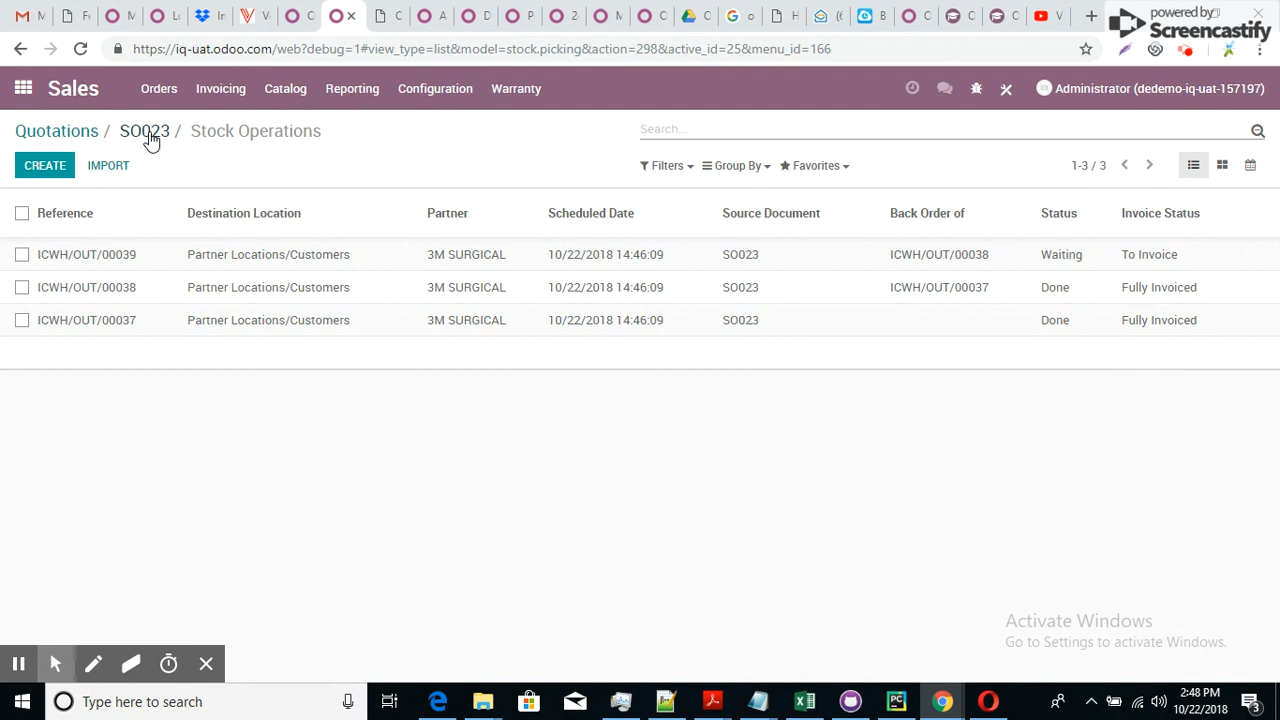 M
F
M
L
In
V
O
C
A
D
P
2
M
C
C
o
H
(6
E
C
C
C
V
powered by
Screencastify
https://iq-uat.odoo.com/web?debug=1#view_type=list&model=stock.picking&action=298&active_id=25&menu_id=166
Sales Orders Invoicing Catalog Reporting Configuration Warranty Administrator (dedemo-iq-uat-157197)
Quotations / SO023 / Stock Operations Search...
CREATE IMPORT Filters Group By Favorites 1-3 / 3
Reference Destination Location Partner Scheduled Date Source Document Back Order of Status Invoice Status
ICWH/OUT/00039 Partner Locations/Customers 3M SURGICAL 10/22/2018 14:46:09 SO023 ICWH/OUT/00038 Waiting To Invoice
ICWH/OUT/00038 Partner Locations/Customers 3M SURGICAL 10/22/2018 14:46:09 SO023 ICWH/OUT/00037 Done Fully Invoiced
ICWH/OUT/00037 Partner Locations/Customers 3M SURGICAL 10/22/2018 14:46:09 SO023 Done Fully Invoiced
Activate Windows
Go to Settings to activate Windows.
Type here to search
2:48 PM
10/22/2018
3